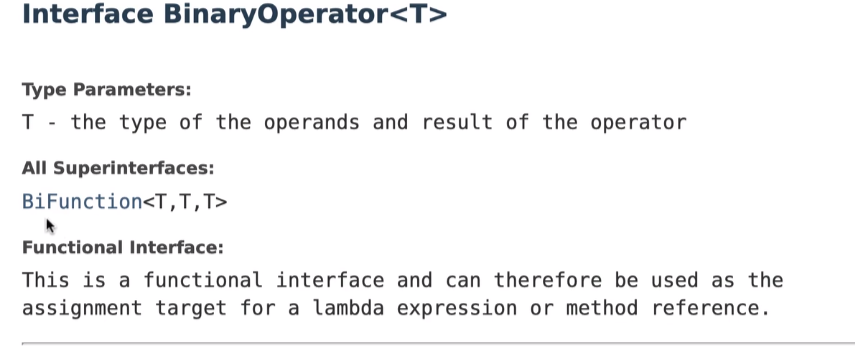 Interface BinaryOperator<T>
Type Parameters:
T - the type of the operands and result of the operator
All Superinterfaces:
BiFunction<T,T,T>
Functional Interface:
This is a functional interface and can therefore be used as the
assignment target for a lambda expression or method reference.